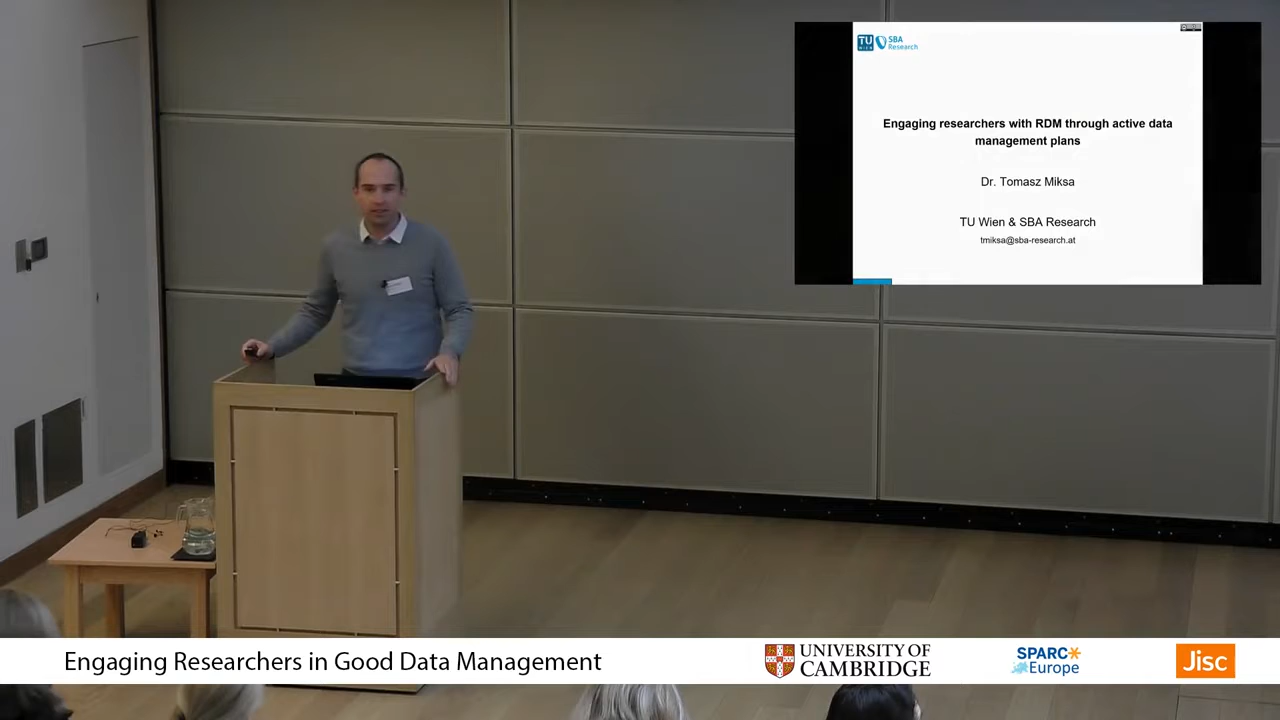 TU
WIEN
SBA
Research
Engaging researchers with RDM through active data
management plans
Dr. Tomasz Miksa
TU Wien & SBA Research
tmiksa@sba-research.at
Engaging Researchers in Good Data Management
UNIVERSITY OF
CAMBRIDGE
SPARC
Europe
Jisc